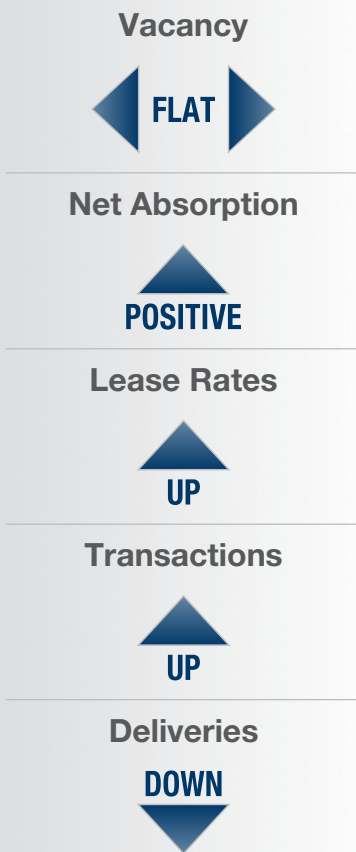 Vacancy
FLAT
Net Absorption
POSITIVE
Lease Rates
UP
Transactions
UP
Deliveries
DOWN